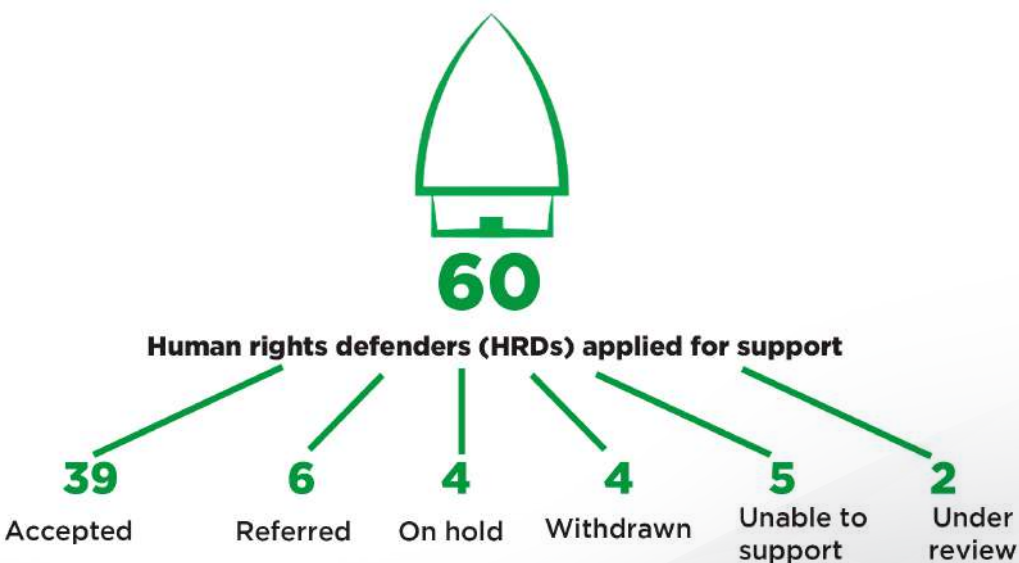 60
Human rights defenders (HRDs) applied for support
39 6 4 4 5 2
Accepted Referred On hold Withdrawn Unable to support Under review